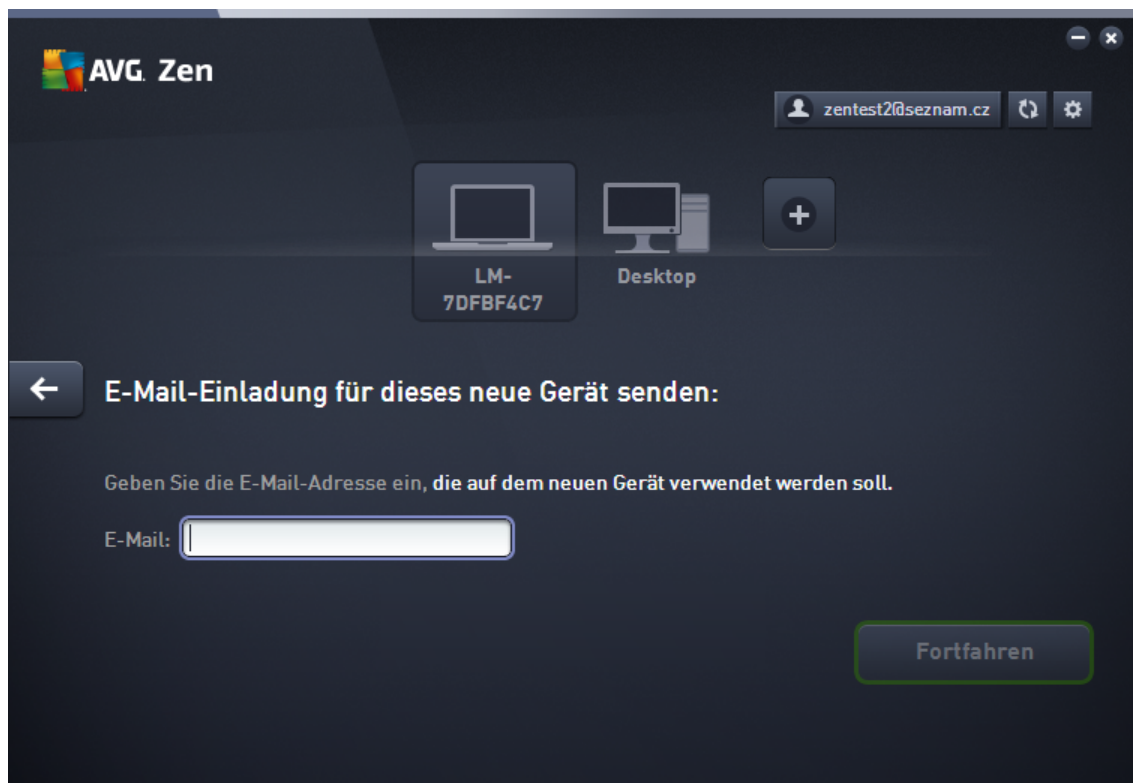 AVG. Zen
zentest2@seznam.cz
LM-
7DFBF4C7
Desktop
E-Mail-Einladung für dieses neue Gerät senden:
Geben Sie die E-Mail-Adresse ein, die auf dem neuen Gerät verwendet werden soll.
E-Mail:
Fortfahren